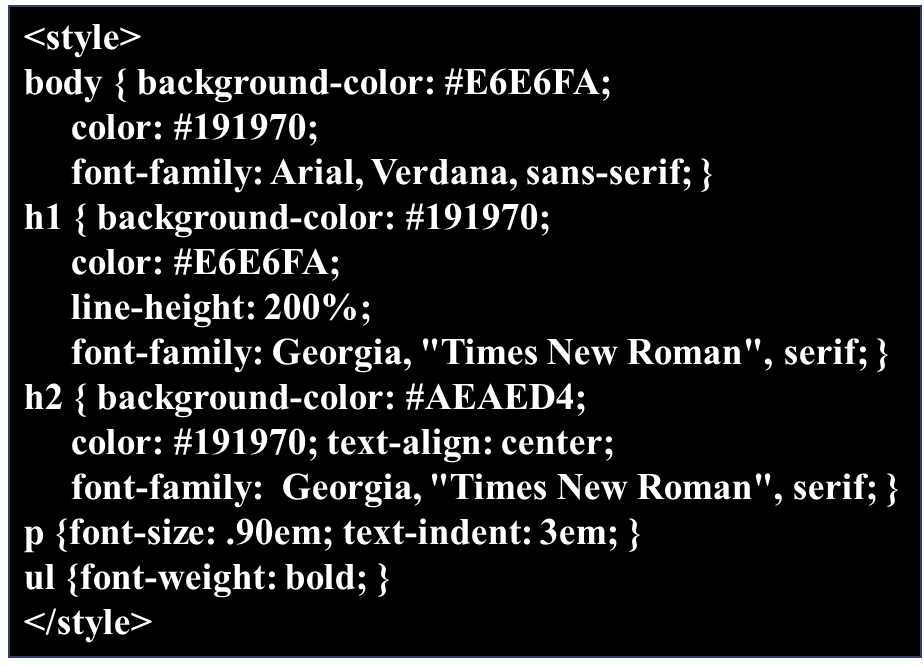 <style>
body { background-color: #E6E6FA;
color: #191970;
font-family: Arial, Verdana, sans-serif; }
h1 { background-color: #191970;
color: #E6E6FA;
line-height: 200%;
font-family: Georgia, "Times New Roman", serif; }
h2 { background-color: #AEAED4;
color: #191970; text-align: center;
font-family:  Georgia, "Times New Roman", serif; }
p {font-size: .90em; text-indent: 3em; }
ul {font-weight: bold; }
</style>